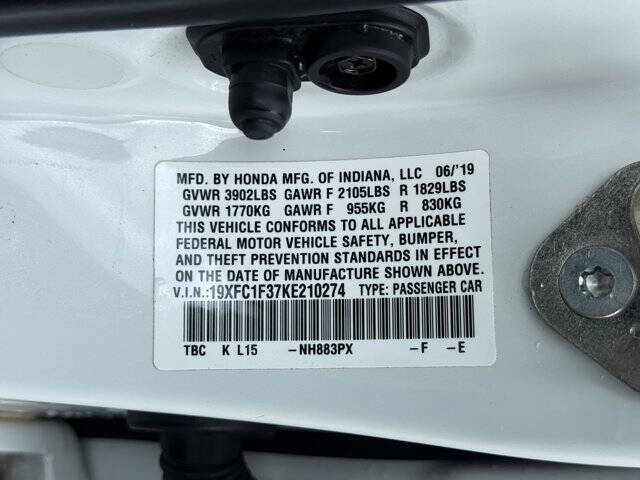 MFD. BY HONDA MFG. OF INDIANA, LLC 06/'19
GVWR 3902LBS GAWR F 2105LBS R 1829LBS
GVWR 1770KG GAWR F 955KG R 830KG
THIS VEHICLE CONFORMS TO ALL APPLICABLE
FEDERAL MOTOR VEHICLE SAFETY, BUMPER,
AND THEFT PREVENTION STANDARDS IN EFFECT
ON THE DATE OF MANUFACTURE SHOWN ABOVE.
V.I.N.:19XFC1F37KE210274 TYPE: PASSENGER CAR
TBC K L15 -NH883PX -F -E